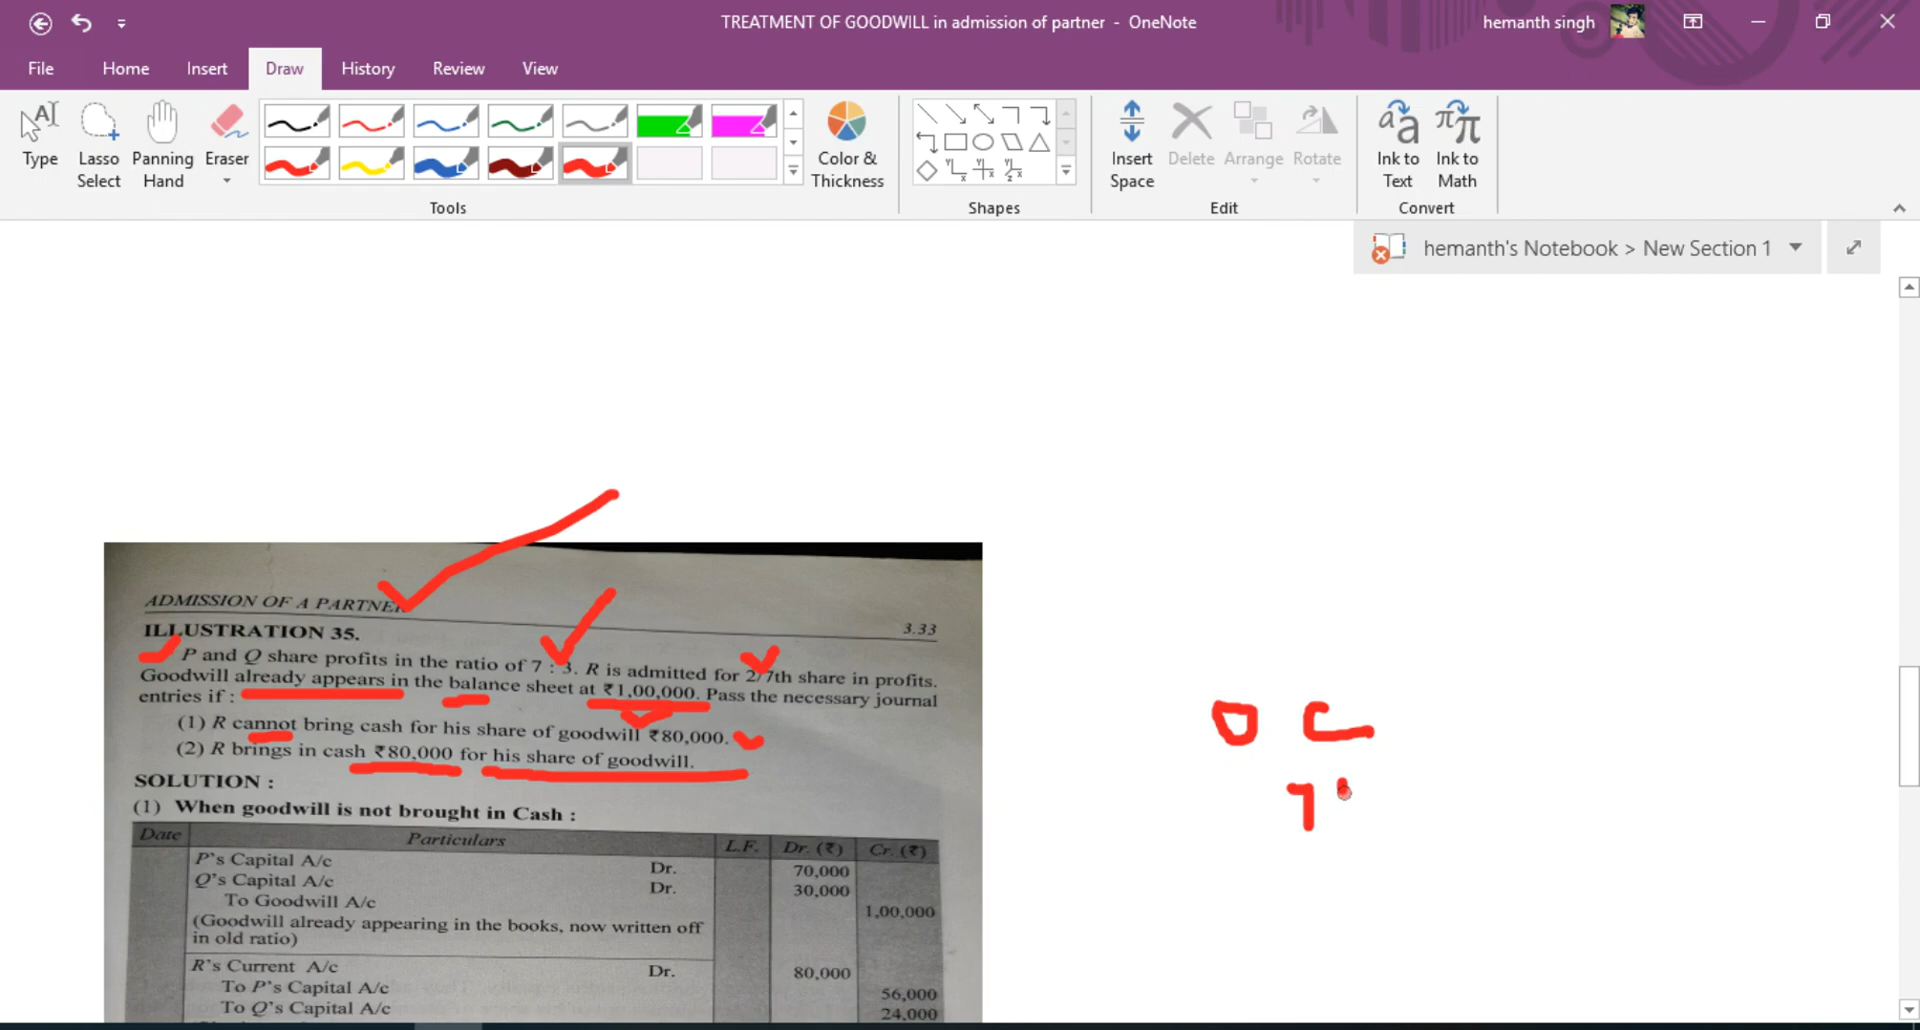 TREATMENT OF GOODWILL in admission of partner - OneNote
hemanth singh
File Home Insert Draw History Review View
Type
Lasso Select
Panning Hand
Eraser
Color & Thickness
Insert Space
Delete
Arrange
Rotate
Ink to Text
Ink to Math
Tools
Shapes
Edit
Convert
hemanth's Notebook > New Section 1
ADMISSION OF A PARTNER
3.33
ILLUSTRATION 35.
P and Q share profits in the ratio of 7 : 3. R is admitted for 2/7th share in profits.
Goodwill already appears in the balance sheet at ₹1,00,000. Pass the necessary journal
entries if :
(1) R cannot bring cash for his share of goodwill ₹80,000.
(2) R brings in cash ₹80,000 for his share of goodwill.
SOLUTION :
(1) When goodwill is not brought in Cash :
Date Particulars L.F. Dr. (₹) Cr. (₹)
P's Capital A/c Dr. 70,000
Q's Capital A/c Dr. 30,000
To Goodwill A/c 1,00,000
(Goodwill already appearing in the books, now written off
in old ratio)
R's Current A/c Dr. 80,000
To P's Capital A/c 56,000
To Q's Capital A/c 24,000
7